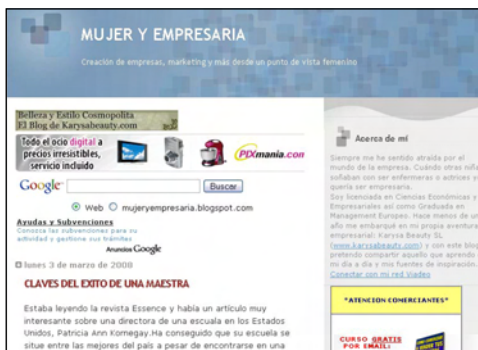 MUJER Y EMPRESARIA
Creación de empresas, marketing y más desde un punto de vista femenino
Belleza y Estilo Cosmopolita
El Blog de Karysabeauty.com
Todo el ocio digital a
precios irresistibles,
servicio incluido
PIXmania.com
Google
Buscar
Web mujeryempresaria.blogspot.com
Ayudas y Subvenciones
Conozca las subvenciones para su
actividad y gestione sus trámites
Anuncios Google
lunes 3 de marzo de 2008
CLAVES DEL EXITO DE UNA MAESTRA
Estaba leyendo la revista Essence y había un artículo muy
interesante sobre una directora de una escuala en los Estados
Unidos, Patricia Ann Kornegay.Ha conseguido que su escuela se
situe entre las mejores del país a pesar de encontrarse en una
Acerca de mí
Siempre me he sentido atraída por el
mundo de la empresa. Cuándo otras niña
soñaban con ser enfermeras o actrices y
quería ser empresaria.
Soy licenciada en Ciencias Económicas y
Empresariales así como Graduada en
Management Europeo. Hace menos de un
año me embarqué en mi propia aventura
empresarial: Karysa Beauty SL
(www.karysabeauty.com) y con este blog
pretendo compartir aquello que aprendo
mi día a día y mis fuentes de inspiración.
Conectar con mi red Viadeo
*ATENCION COMERCIANTES*
CURSO GRATIS
POR EMAIL: